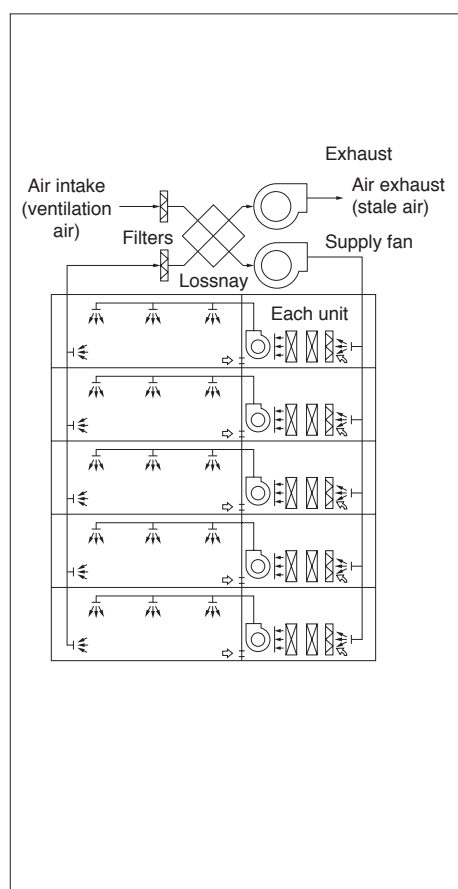 Exhaust
Air intake
(ventilation
air)
Air exhaust
(stale air)
Filters
Supply fan
Lossnay
Each unit